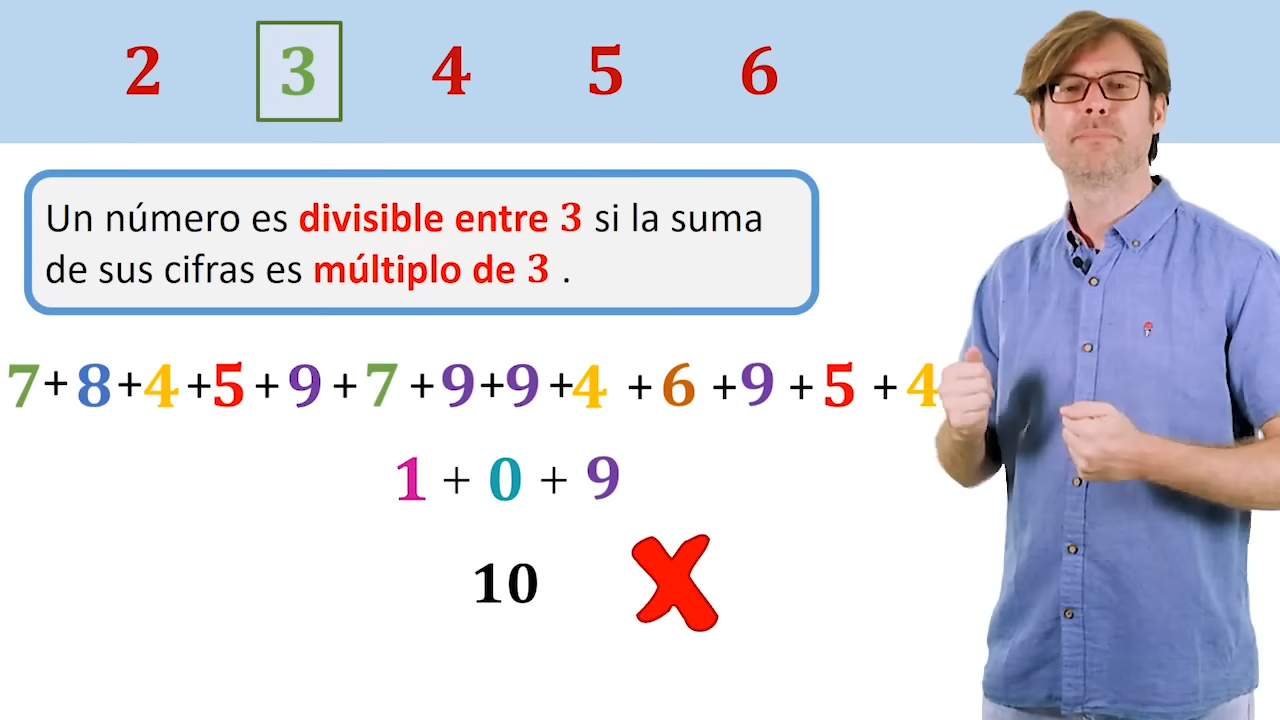 2 3 4 5 6
Un número es divisible entre 3 si la suma
de sus cifras es múltiplo de 3 .
7+8+4+5+9+7+9+9+4+6+9+5+4
1 + 0 + 9
10